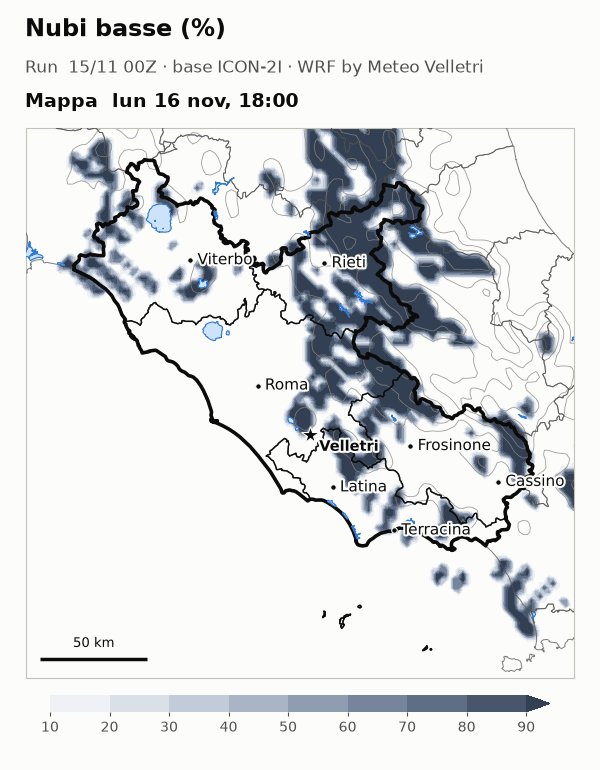 Nubi basse (%)
Run 15/11 00Z · base ICON-2I · WRF by Meteo Velletri
Mappa lun 16 nov, 18:00
Viterbo
Rieti
Roma
Velletri
Frosinone
Cassino
Latina
Terracina
50 km
10 20 30 40 50 60 70 80 90